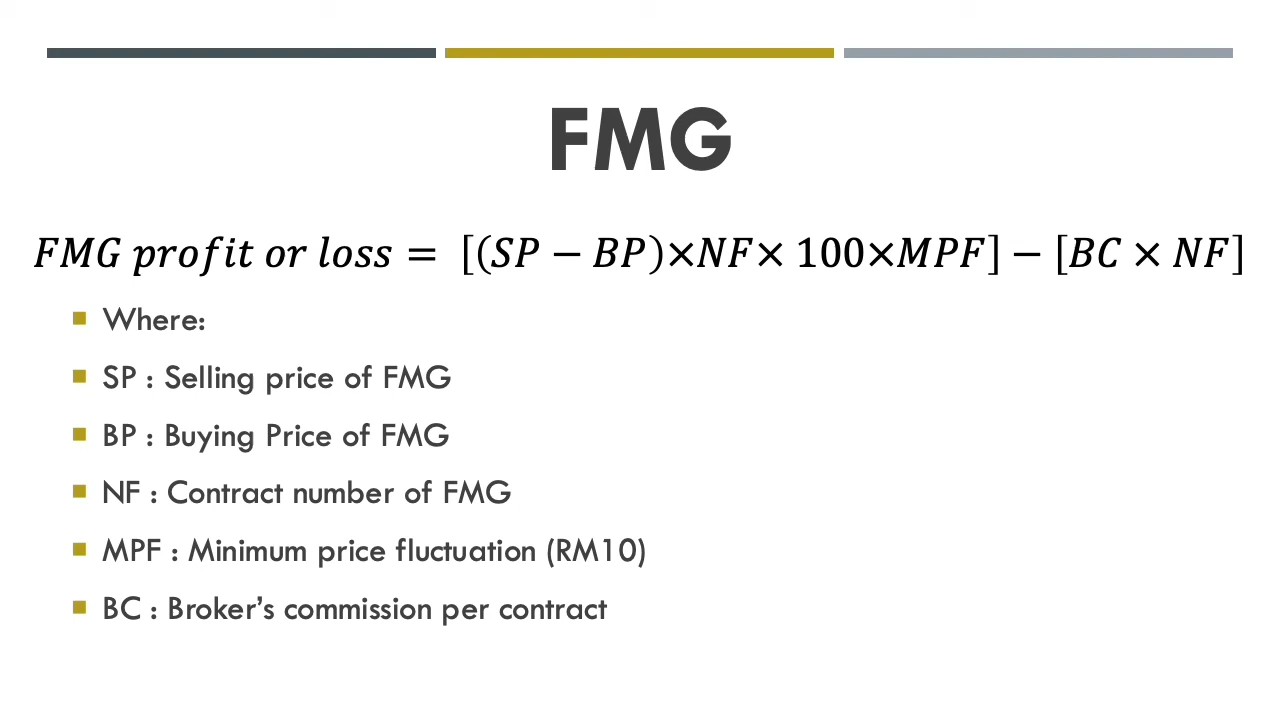 FMG
FMG profit or loss = [(SP − BP)×NF× 100×MPF] − [BC × NF]
Where:
SP : Selling price of FMG
BP : Buying Price of FMG
NF : Contract number of FMG
MPF : Minimum price fluctuation (RM10)
BC : Broker’s commission per contract